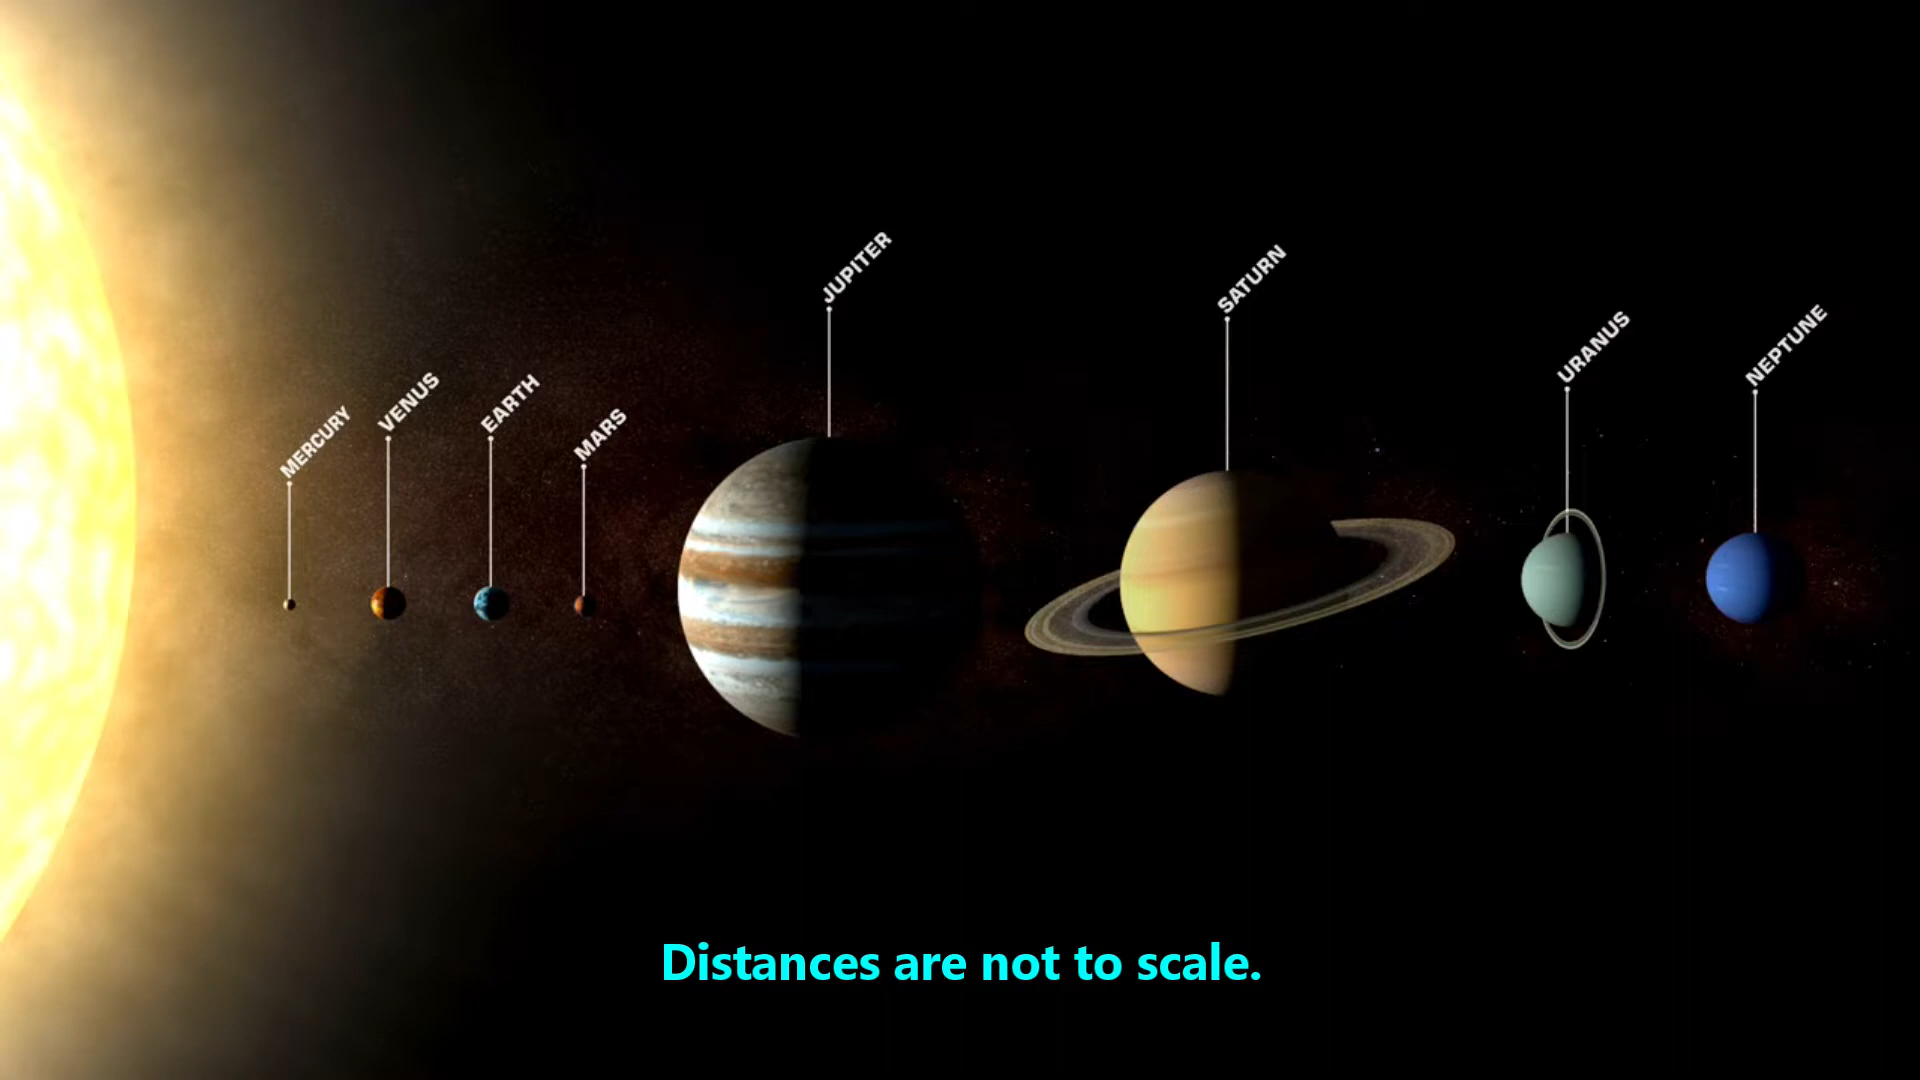 MERCURY
VENUS
EARTH
MARS
JUPITER
SATURN
URANUS
NEPTUNE
Distances are not to scale.